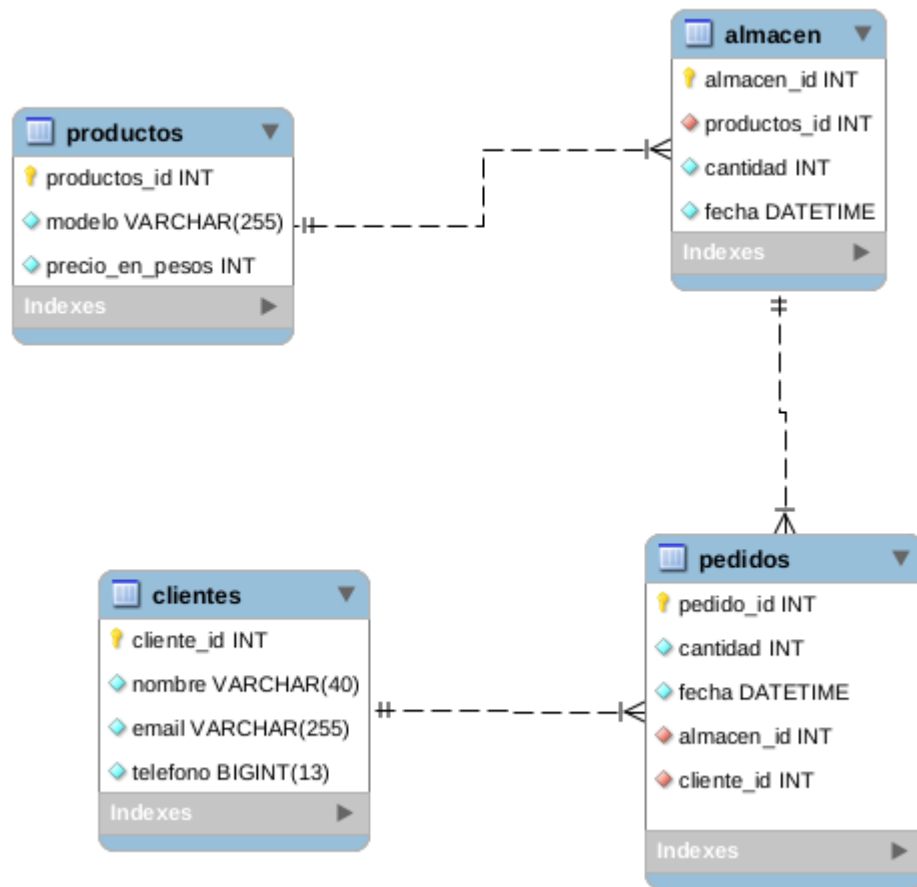 almacen
almacen_id INT
productos_id INT
cantidad INT
fecha DATETIME
Indexes
productos
productos_id INT
modelo VARCHAR(255)
precio_en_pesos INT
Indexes
clientes
cliente_id INT
nombre VARCHAR(40)
email VARCHAR(255)
telefono BIGINT(13)
Indexes
pedidos
pedido_id INT
cantidad INT
fecha DATETIME
almacen_id INT
cliente_id INT
Indexes